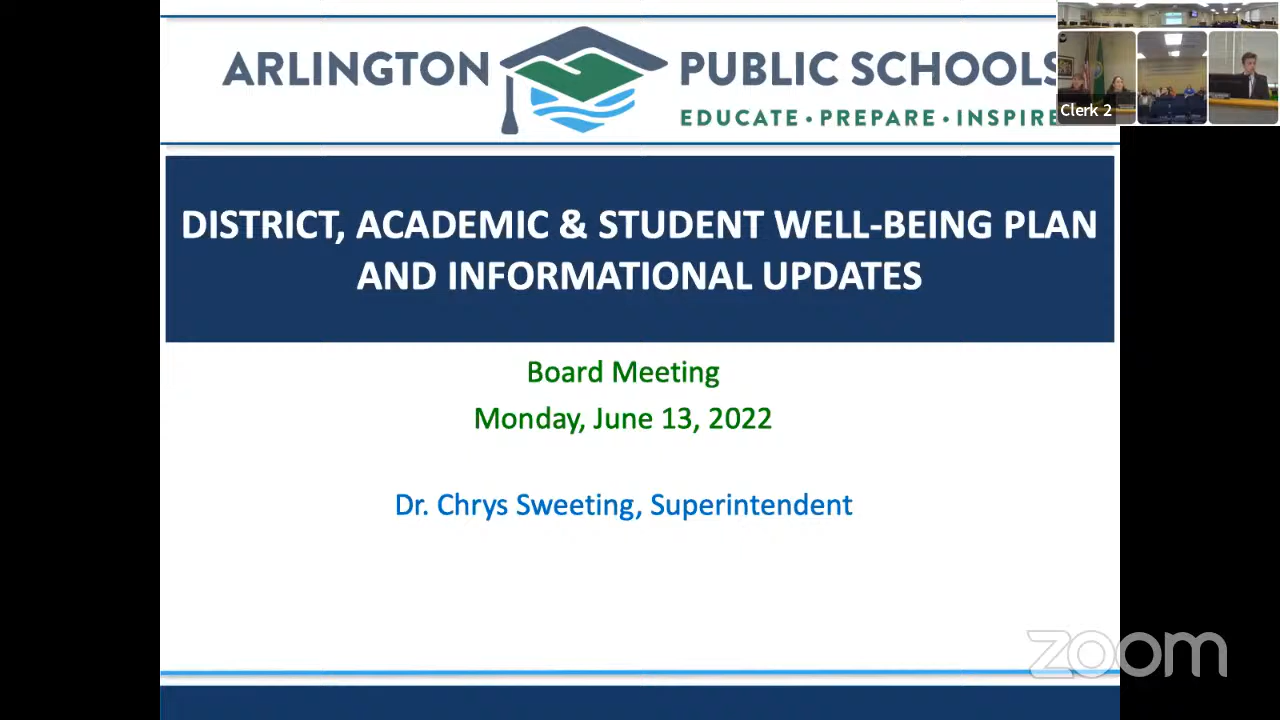 ARLINGTON PUBLIC SCHOOLS
EDUCATE • PREPARE • INSPIRE
Clerk 2
DISTRICT, ACADEMIC & STUDENT WELL-BEING PLAN
AND INFORMATIONAL UPDATES
Board Meeting
Monday, June 13, 2022
Dr. Chrys Sweeting, Superintendent
zoom